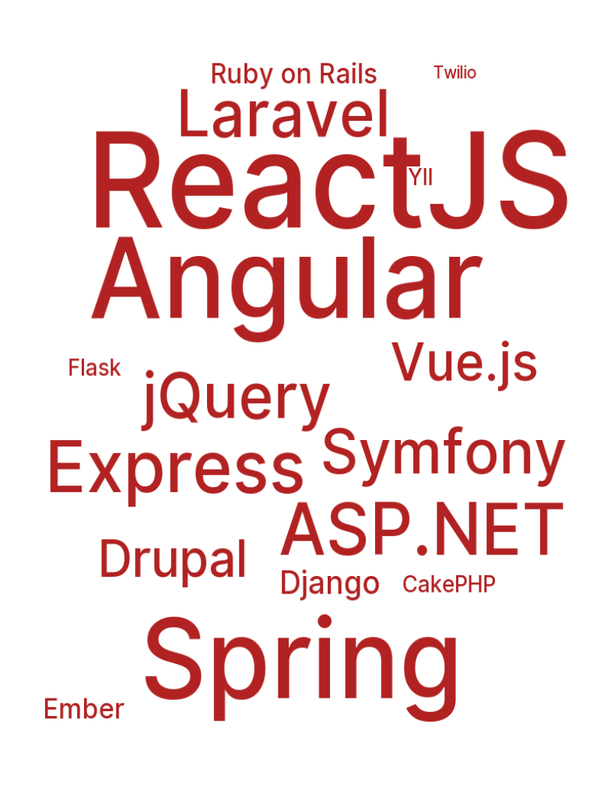 Ruby on Rails
Twilio
Laravel
ReactJS
YII
Angular
Vue.js
Flask
jQuery
Symfony
Express
ASP.NET
Drupal
Django
CakePHP
Spring
Ember